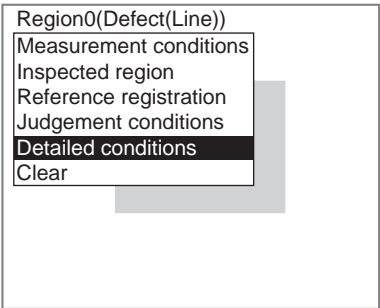 Region0(Defect(Line))
Measurement conditions
Inspected region
Reference registration
Judgement conditions
Detailed conditions
Clear